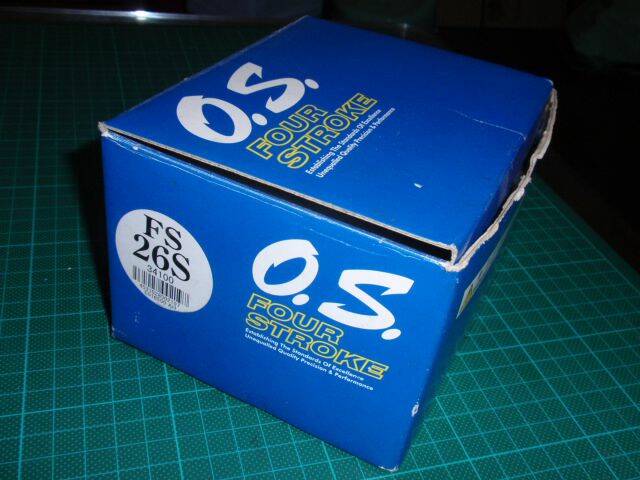 O.S.
FOUR
STROKE
Establishing The Standards Of Excellence
Unequalled Quality Precision & Performance
FS
26S
34100
O.S.
FOUR
STROKE
Establishing The Standards Of Excellence
Unequalled Quality Precision & Performance